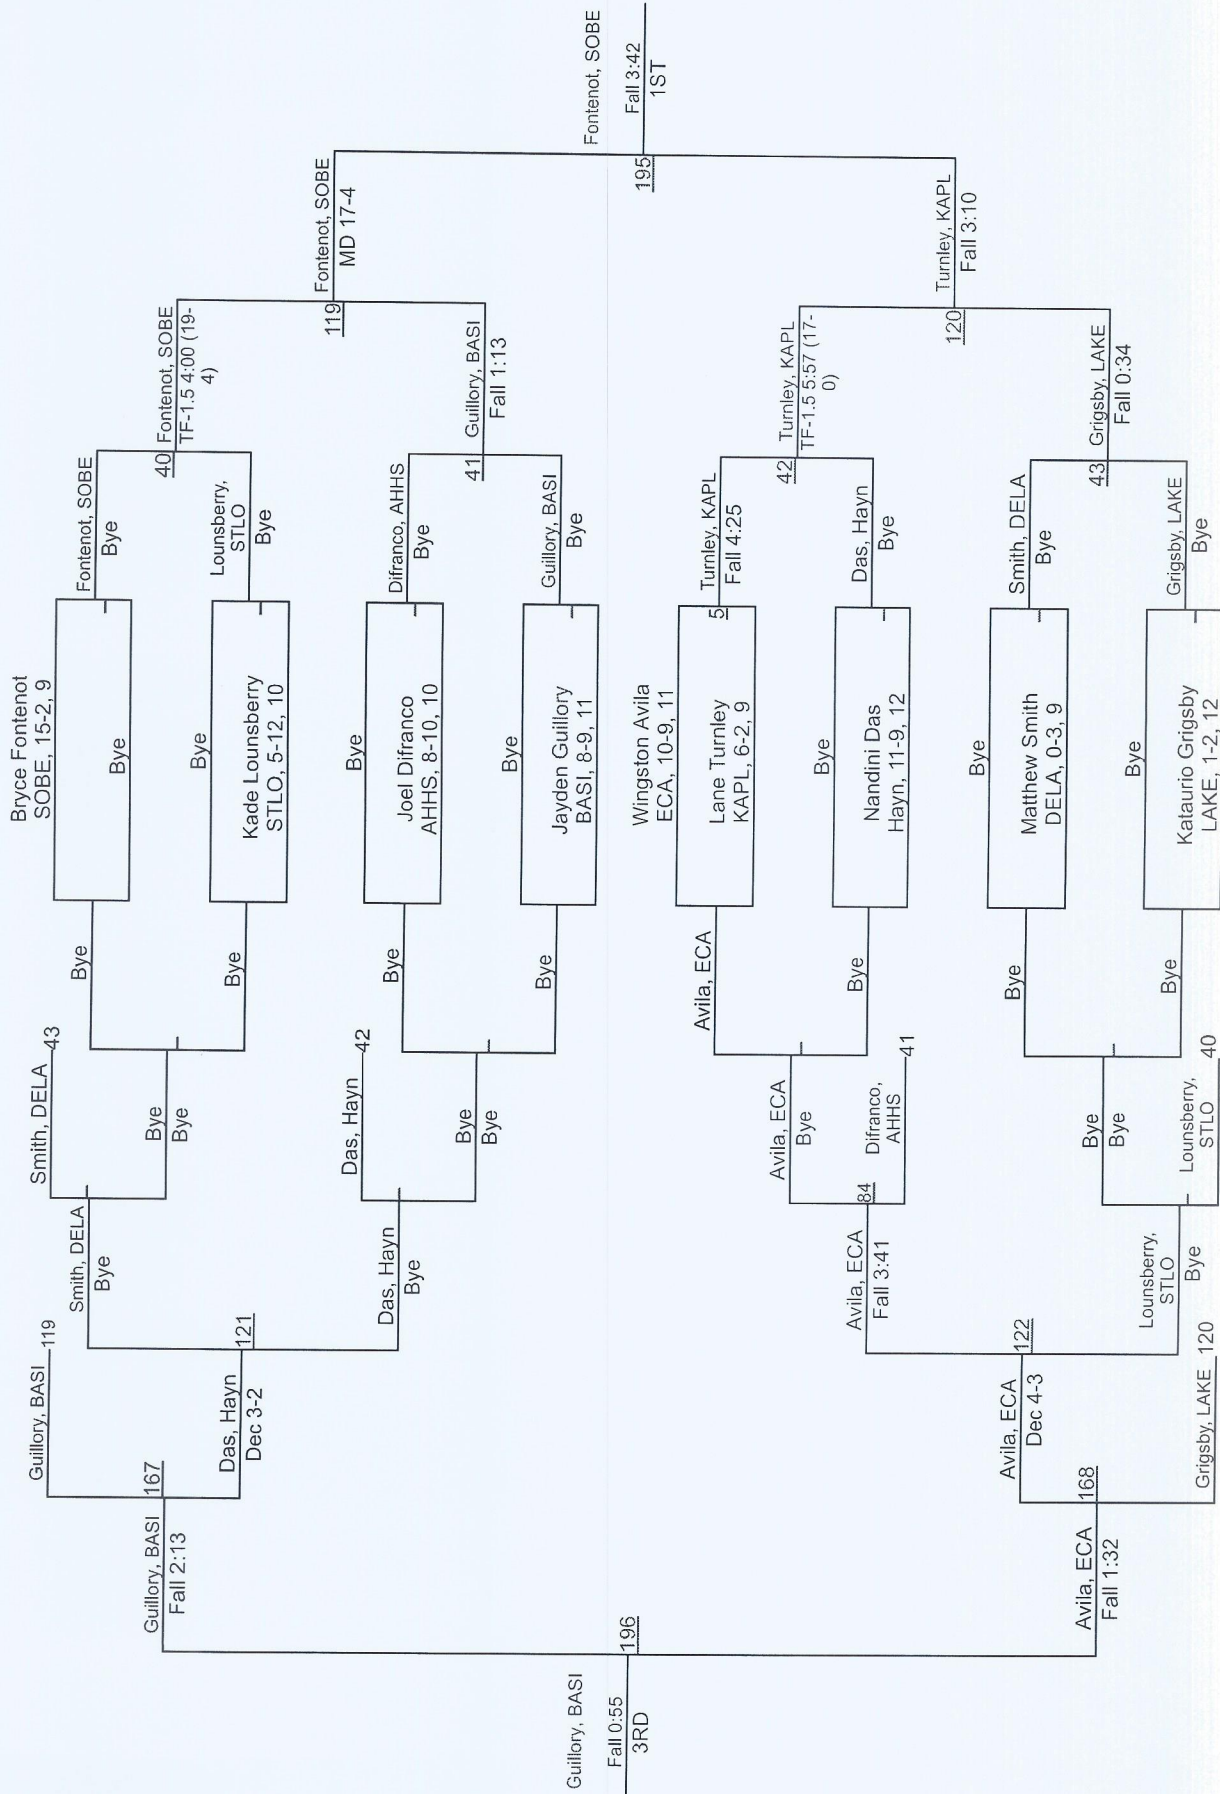 Bryce Fontenot
SOBE, 15-2, 9
Bye
Bye
Kade Lounsberry
STLO, 5-12, 10
Bye
Joel Difranco
AHHS, 8-10, 10
Bye
Jayden Guillory
BASI, 8-9, 11
Wingston Avila
ECA, 10-9, 11
5
Lane Turnley
KAPL, 6-2, 9
Bye
Nandini Das
Hayn, 11-9, 12
Bye
Matthew Smith
DELA, 0-3, 9
Bye
Kataurio Grigsby
LAKE, 1-2, 12
Fontenot, SOBE
Bye
Lounsberry,
STLO
Bye
Difranco, AHHS
Bye
Guillory, BASI
Bye
Turnley, KAPL
Fall 4:25
Das, Hayn
Bye
Smith, DELA
Bye
Grigsby, LAKE
Bye
40
Fontenot, SOBE
TF-1.5 4:00 (19-
4)
41
Guillory, BASI
Fall 1:13
42
Turnley, KAPL
TF-1.5 5:57 (17-
0)
43
Grigsby, LAKE
Fall 0:34
119
Fontenot, SOBE
MD 17-4
120
Turnley, KAPL
Fall 3:10
195
Fontenot, SOBE
Fall 3:42
1ST
Bye
Bye
Bye
Bye
Avila, ECA
Bye
Bye
Bye
Smith, DELA
43
Bye
Bye
Das, Hayn
42
Bye
Bye
Avila, ECA
Bye
84
Difranco,
AHHS
41
Bye
Bye
Lounsberry,
STLO
40
Smith, DELA
Bye
Das, Hayn
Bye
Avila, ECA
Fall 3:41
Lounsberry,
STLO
Bye
Guillory, BASI
119
121
Das, Hayn
Dec 3-2
122
Avila, ECA
Dec 4-3
Grigsby, LAKE
120
167
Guillory, BASI
Fall 2:13
168
Avila, ECA
Fall 1:32
196
Guillory, BASI
Fall 0:55
3RD